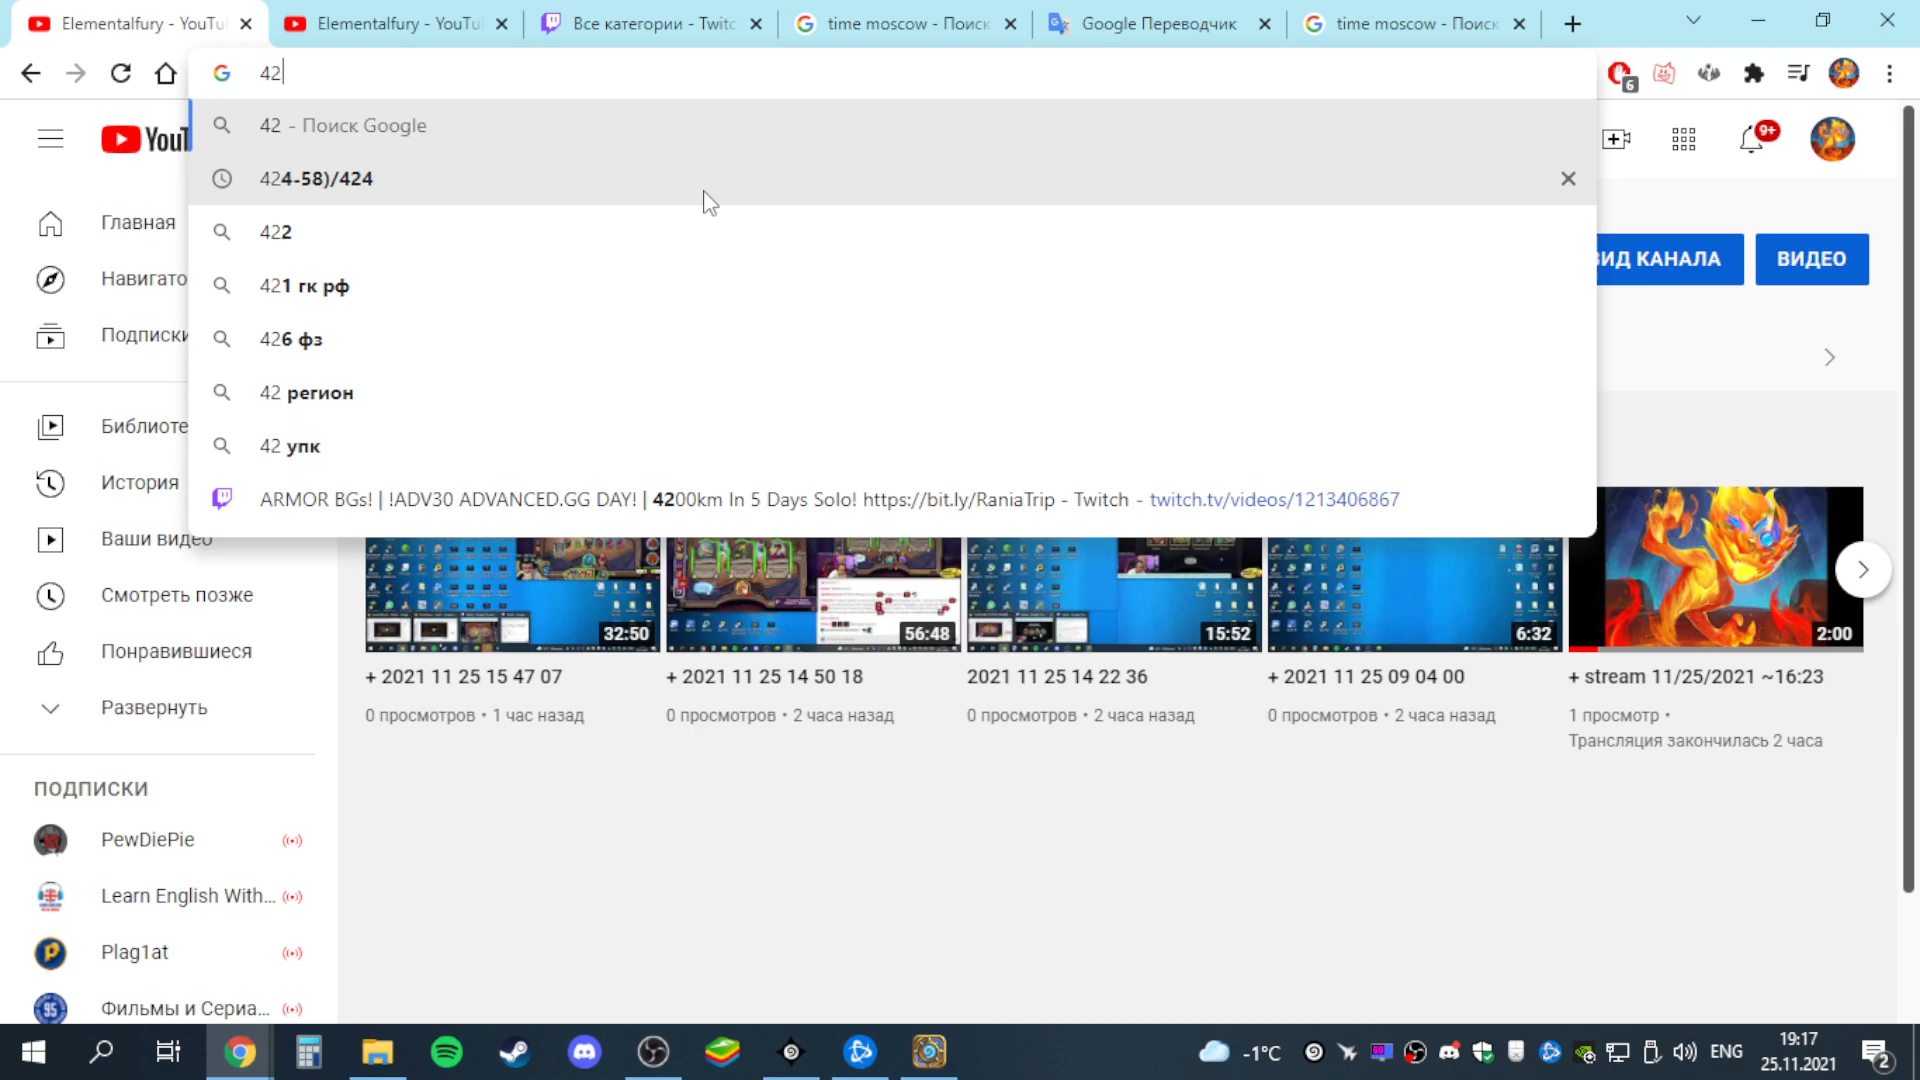 Elementalfury - YouTu
Elementalfury - YouTu
Все категории - Twitc
time moscow - Поиск
Google Переводчик
time moscow - Поиск
42
6
YouT
9+
42 - Поиск Google
424-58)/424
422
421 гк рф
426 фз
42 регион
42 упк
ARMOR BGs! | !ADV30 ADVANCED.GG DAY! | 4200km In 5 Days Solo! https://bit.ly/RaniaTrip - Twitch - twitch.tv/videos/1213406867
ВИД КАНАЛА
ВИДЕО
Главная
Навигато
Подписки
Библиоте
История
Ваши видео
Смотреть позже
Понравившиеся
Развернуть
ПОДПИСКИ
PewDiePie
Learn English With...
Plag1at
Фильмы и Сериа...
95
32:50
56:48
15:52
6:32
2:00
+ 2021 11 25 15 47 07
0 просмотров • 1 час назад
+ 2021 11 25 14 50 18
0 просмотров • 2 часа назад
2021 11 25 14 22 36
0 просмотров • 2 часа назад
+ 2021 11 25 09 04 00
0 просмотров • 2 часа назад
+ stream 11/25/2021 ~16:23
1 просмотр •
Трансляция закончилась 2 часа
-1°C
ENG
19:17
25.11.2021
2